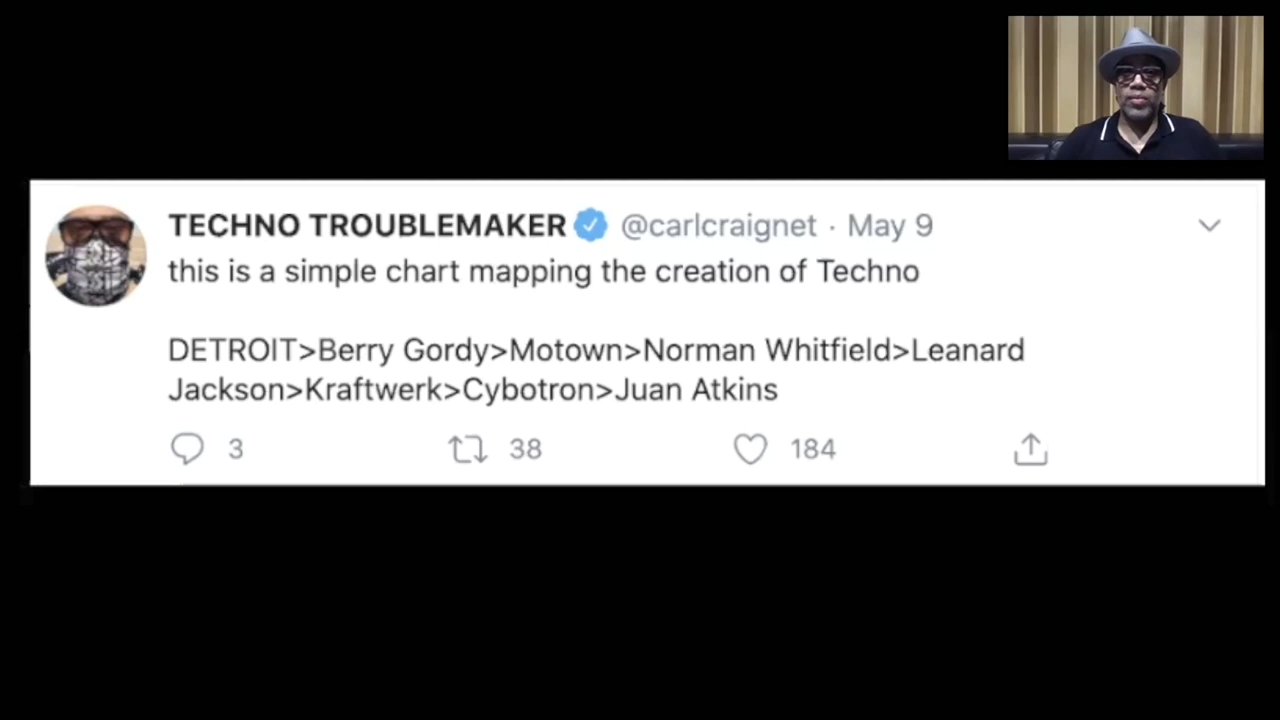 TECHNO TROUBLEMAKER @carlcraignet · May 9
this is a simple chart mapping the creation of Techno
DETROIT>Berry Gordy>Motown>Norman Whitfield>Leanard
Jackson>Kraftwerk>Cybotron>Juan Atkins
3 38 184